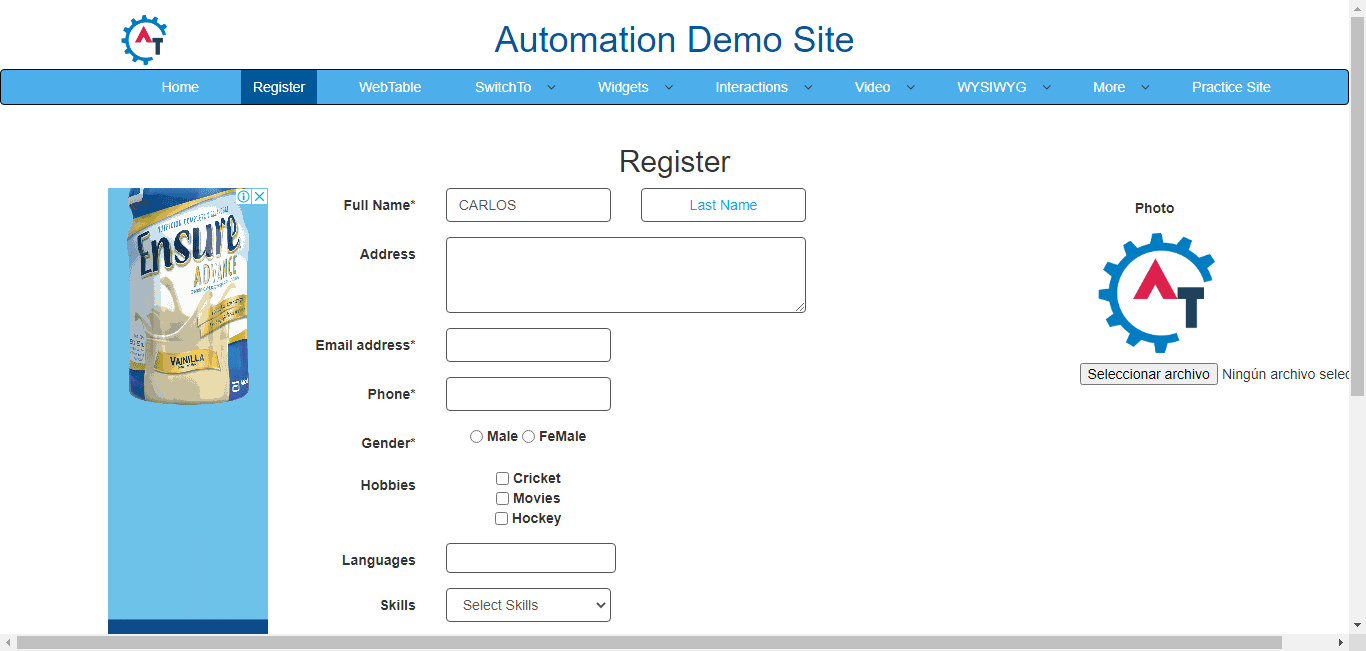 Automation Demo Site
Home Register WebTable SwitchTo Widgets Interactions Video WYSIWYG More Practice Site
Register
Full Name* CARLOS Last Name
Address
Email address*
Phone*
Gender* Male FeMale
Hobbies Cricket
Movies
Hockey
Languages
Skills Select Skills
Photo
AT
Seleccionar archivo Ningún archivo selec
Ensure
ADVANCE
VAINILLA